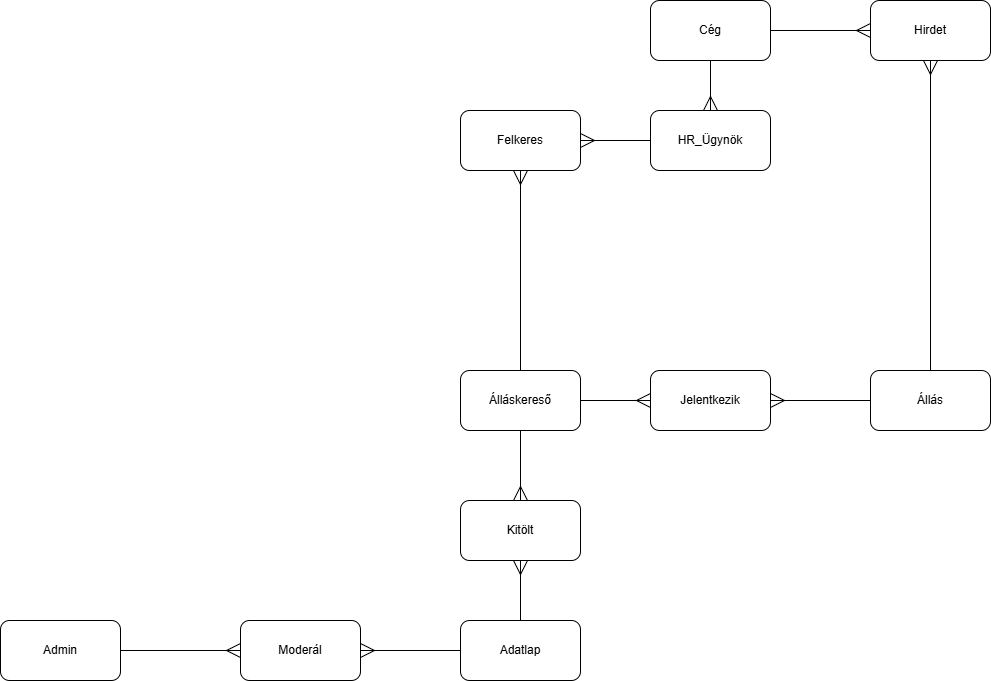 Cég
Hirdet
Felkeres
HR_Ügynök
Álláskereső
Jelentkezik
Állás
Kitölt
Admin
Moderál
Adatlap